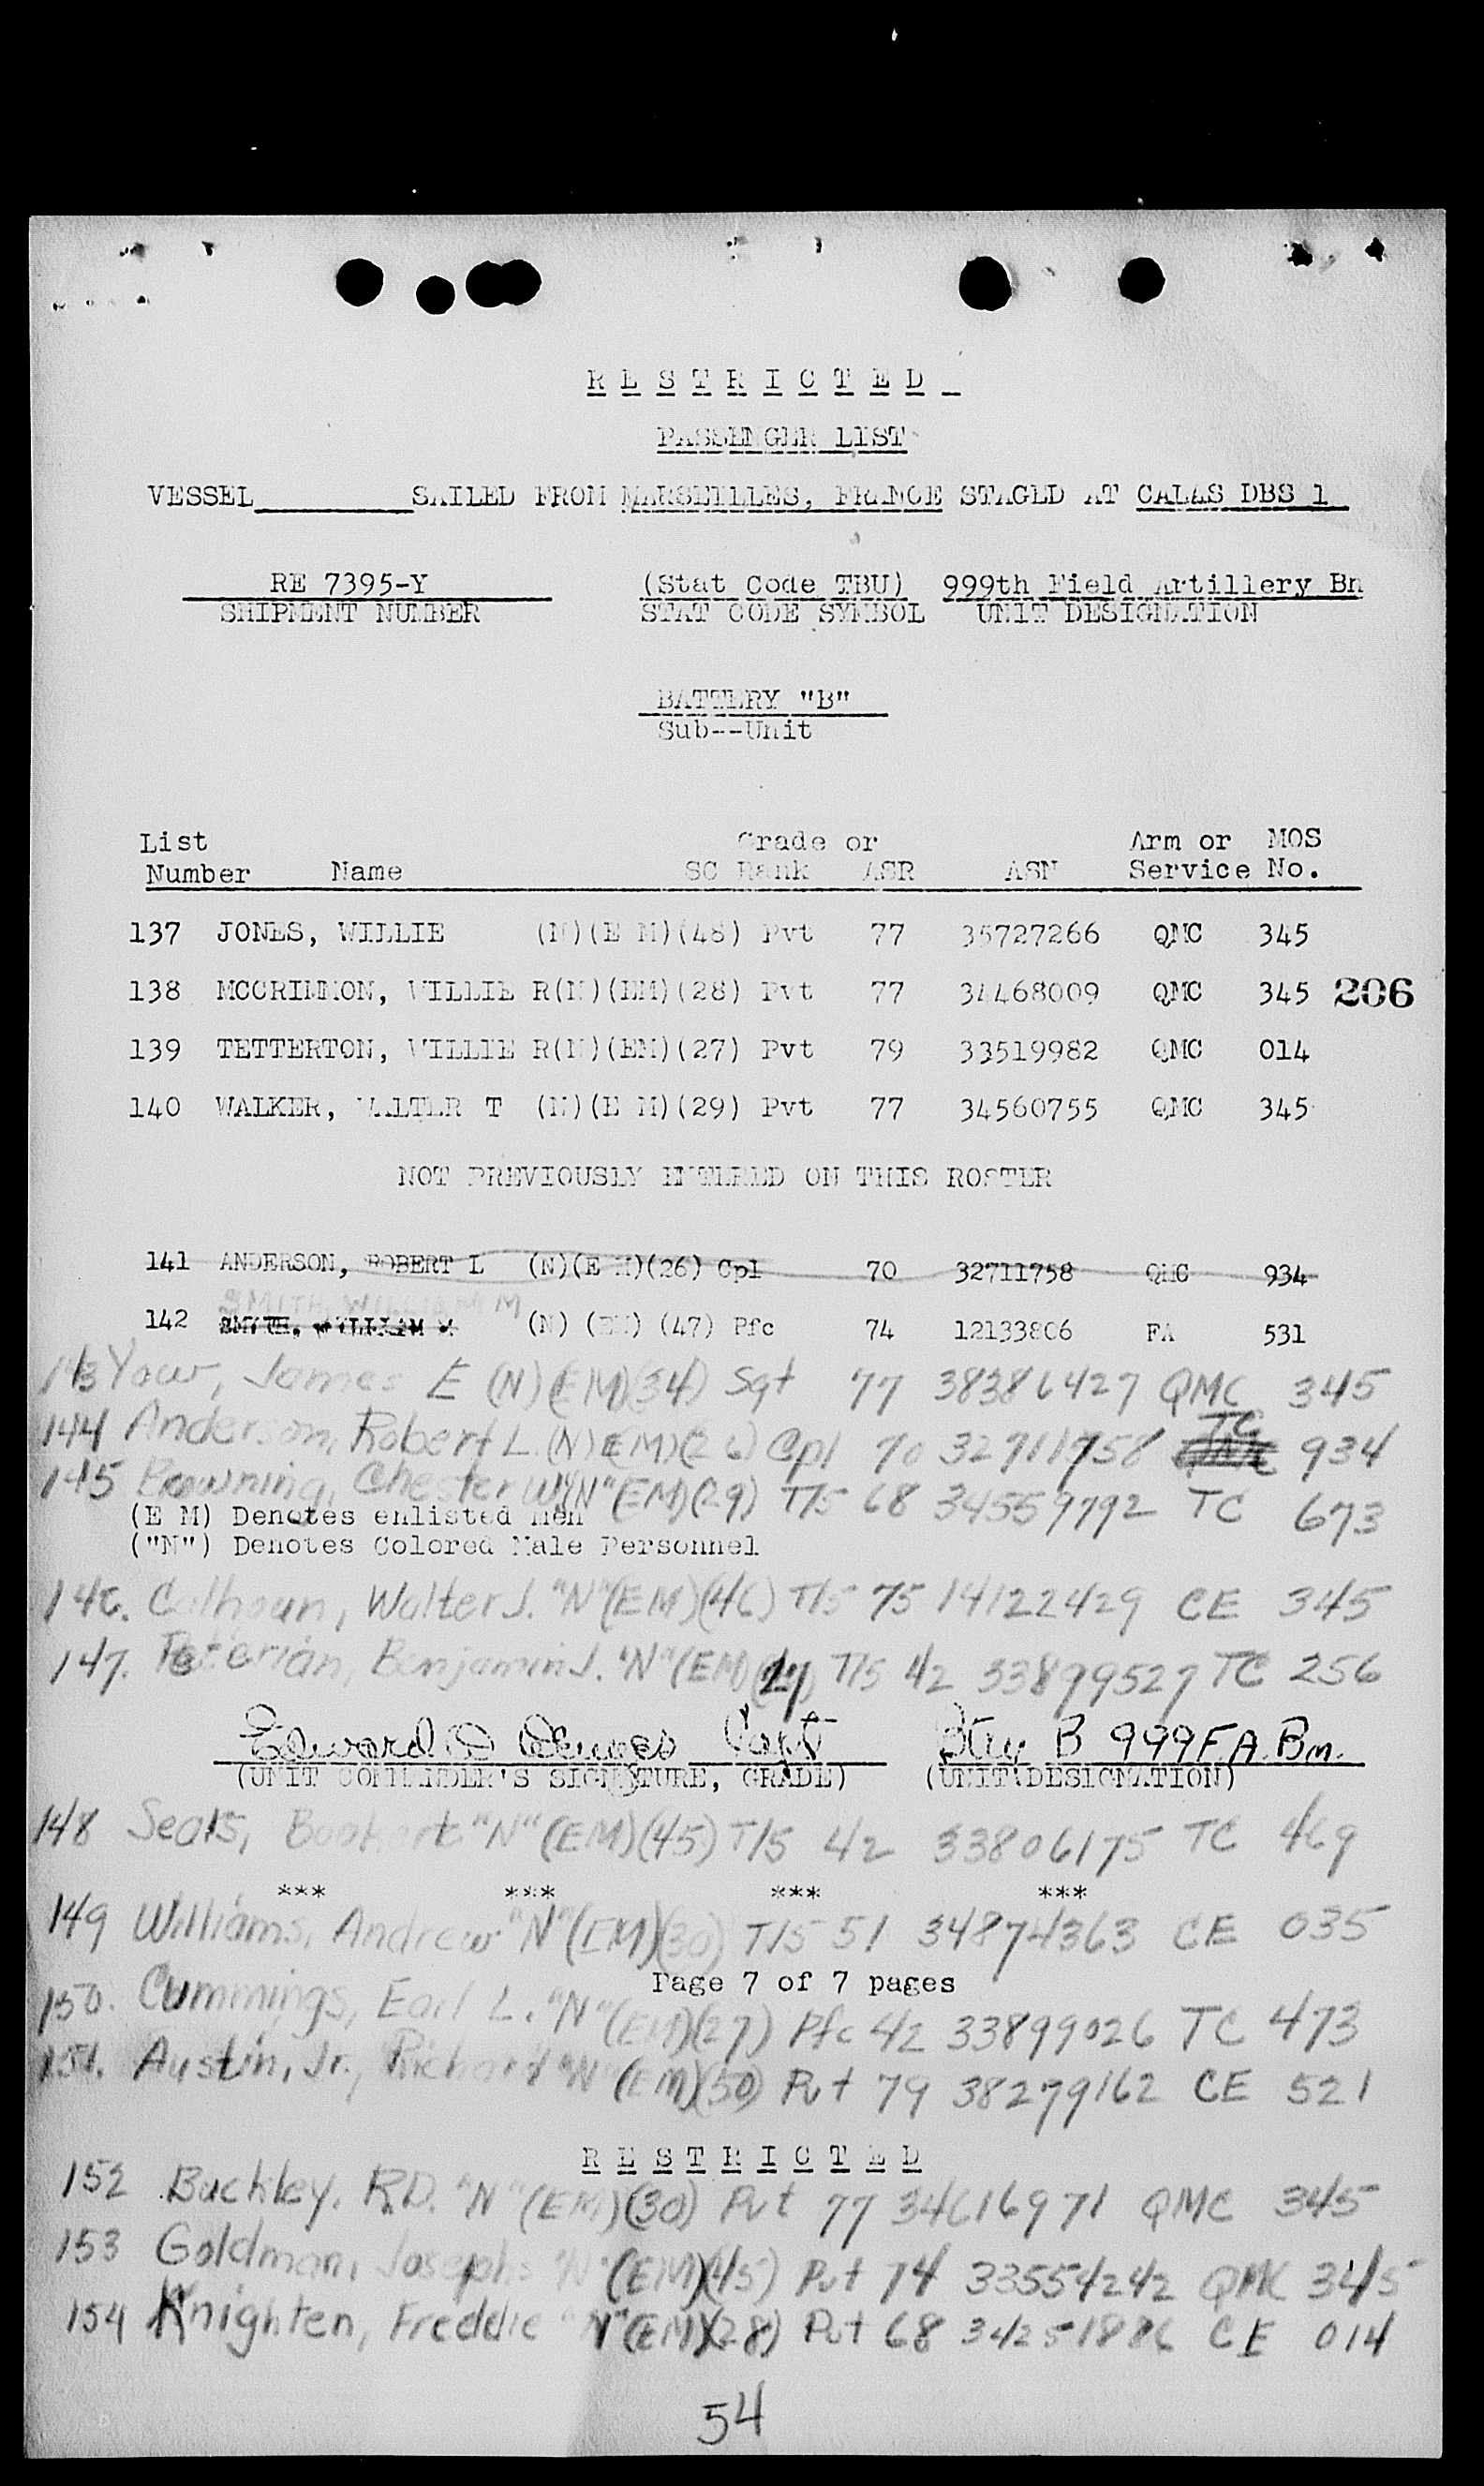 R E S T R I C T E D
PASSENGER LIST
VESSEL________ SAILED FROM MARSEILLES, FRANCE STAGED AT CALAS DBS 1
RE 7395-Y (Stat Code TBU) 999th Field Artillery Bn
SHIPMENT NUMBER STAT CODE SYMBOL UNIT DESIGNATION
BATTERY "B"
Sub--Unit
List Grade or Arm or MOS
Number Name SC Rank ASR ASN Service No.
137 JONES, WILLIE (N)(E M)(48) Pvt 77 35727266 QMC 345
138 MCCRIMMON, WILLIE R(N)(EM)(28) Pvt 77 34468009 QMC 345 206
139 TETTERTON, WILLIE R(N)(EM)(27) Pvt 79 33519982 QMC 014
140 WALKER, WALTER T (N)(E M)(29) Pvt 77 34560755 QMC 345
NOT PREVIOUSLY ENTERED ON THIS ROSTER
141 ANDERSON, ROBERT L (N)(E M)(26) Cpl 70 32711758 QMC 934
SMITH, WILLIAM M
142 SMITH, WILLIAM M (N) (EM) (47) Pfc 74 12133806 FA 531
143 Yow, James E (N)(EM)(34) Sgt 77 38386427 QMC 345
144 Anderson, Robert L. (N)(EM)(26) Cpl 70 32711758 TC 934
145 Browning, Chester W "N" (EM)(29) T/5 68 34559792 TC 673
(E M) Denotes enlisted men
("N") Denotes Colored Male Personnel
146. Calhoun, Walter J. "N" (EM)(46) T/5 75 14122429 CE 345
147. Peterian, Benjamin J. "N" (EM) T/5 42 33899527 TC 256
Edward D Capt Btry B 999 F.A. Bn.
(UNIT COMMANDER'S SIGNATURE, GRADE) (UNIT DESIGNATION)
148 Sears, "N" (EM)(45) T/5 42 33806175 TC 469
*** *** *** ***
149 Williams, Andrew "N" (EM)(30) T/5 51 34874363 CE 035
Page 7 of 7 pages
150. Cummings, Earl L. "N" (EM)(27) Pfc 42 33899026 TC 473
151. Austin, Jr., Richard "N" (EM)(50) Pvt 79 38279162 CE 521
R E S T R I C T E D
152 Buckley, R.D. "N" (EM)(30) Pvt 77 34616971 QMC 345
153 Goldman, Joseph "N" (EM)(45) Pvt 74 33554242 QMC 345
154 Knighten, Freddie "N" (EM)(28) Pvt 68 34251886 CE 014
54